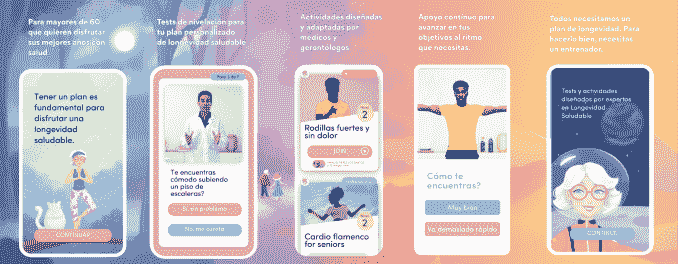 Para mayores de 60
que quieren disfrutar
sus mejores años con
salud
Tener un plan es
fundamental para
disfrutar una
longevidad
saludable.
CONTINUAR
Tests de nivelación para
tu plan personalizado
de longevidad saludable
Te encuentras
cómodo subiendo
un piso de
escaleras?
Si, sin problema
No, me cuesta
Actividades diseñadas
y adaptadas por
médicos y
gerontólogos
2
Rodillas fuertes y
sin dolor
JOIN
2
Cardio flamenco
for seniors
Apoyo continuo para
avanzar en tus
objetivos al ritmo
que necesitas.
Cómo te
encuentras?
Muy bien
Va demasiado rápido
Todos necesitamos un
plan de longevidad. Para
hacerlo bien, necesitas
un entrenador.
Tests y actividades
diseñados por expertos
en Longevidad
Saludable
CONTINUE